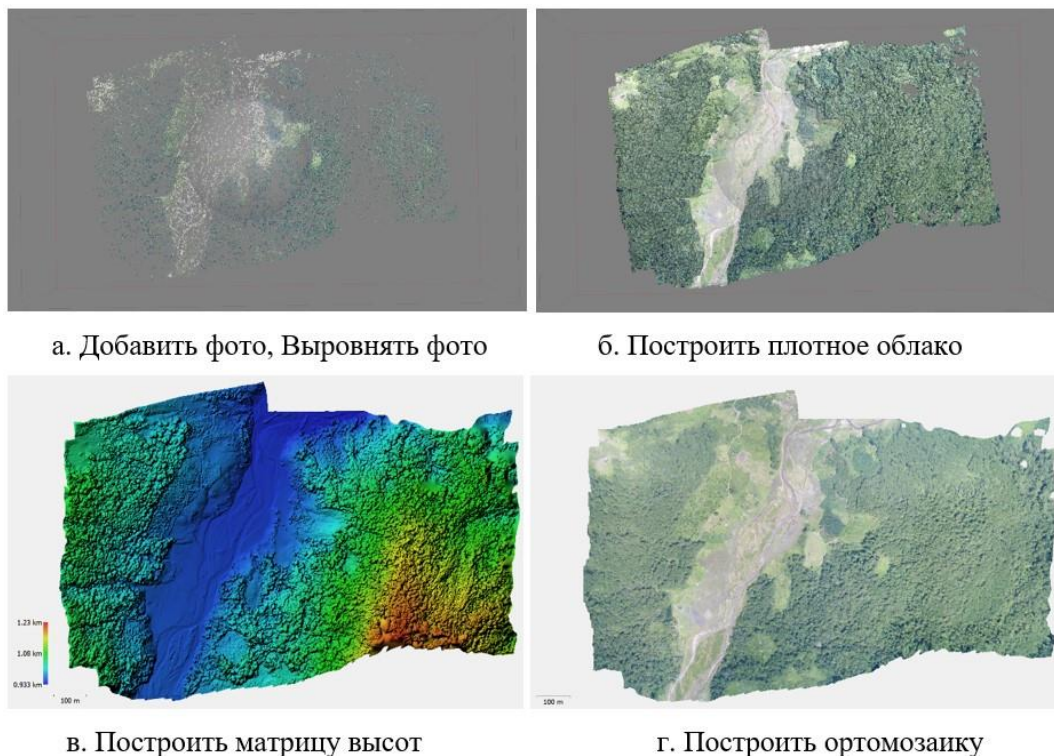 а. Добавить фото, Выровнять фото
б. Построить плотное облако
1.23 km
1.08 km
0.933 km
100 m
100 m
в. Построить матрицу высот
г. Построить ортомозаику